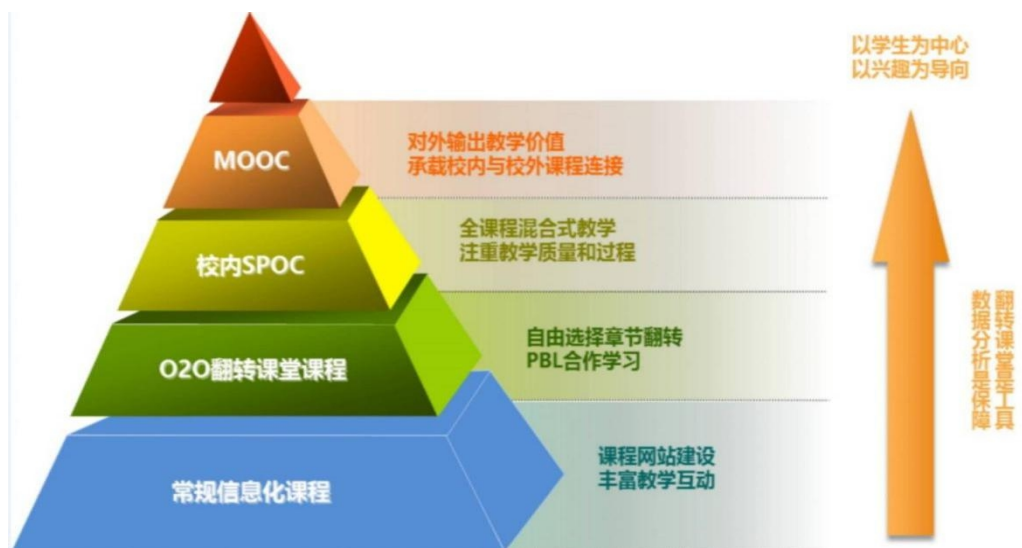 以学生为中心
以兴趣为导向
MOOC
对外输出教学价值
承载校内与校外课程连接
校内SPOC
全课程混合式教学
注重教学质量和过程
O2O翻转课堂课程
自由选择章节翻转
PBL合作学习
常规信息化课程
课程网站建设
丰富教学互动
翻转课堂是工具
数据分析是保障